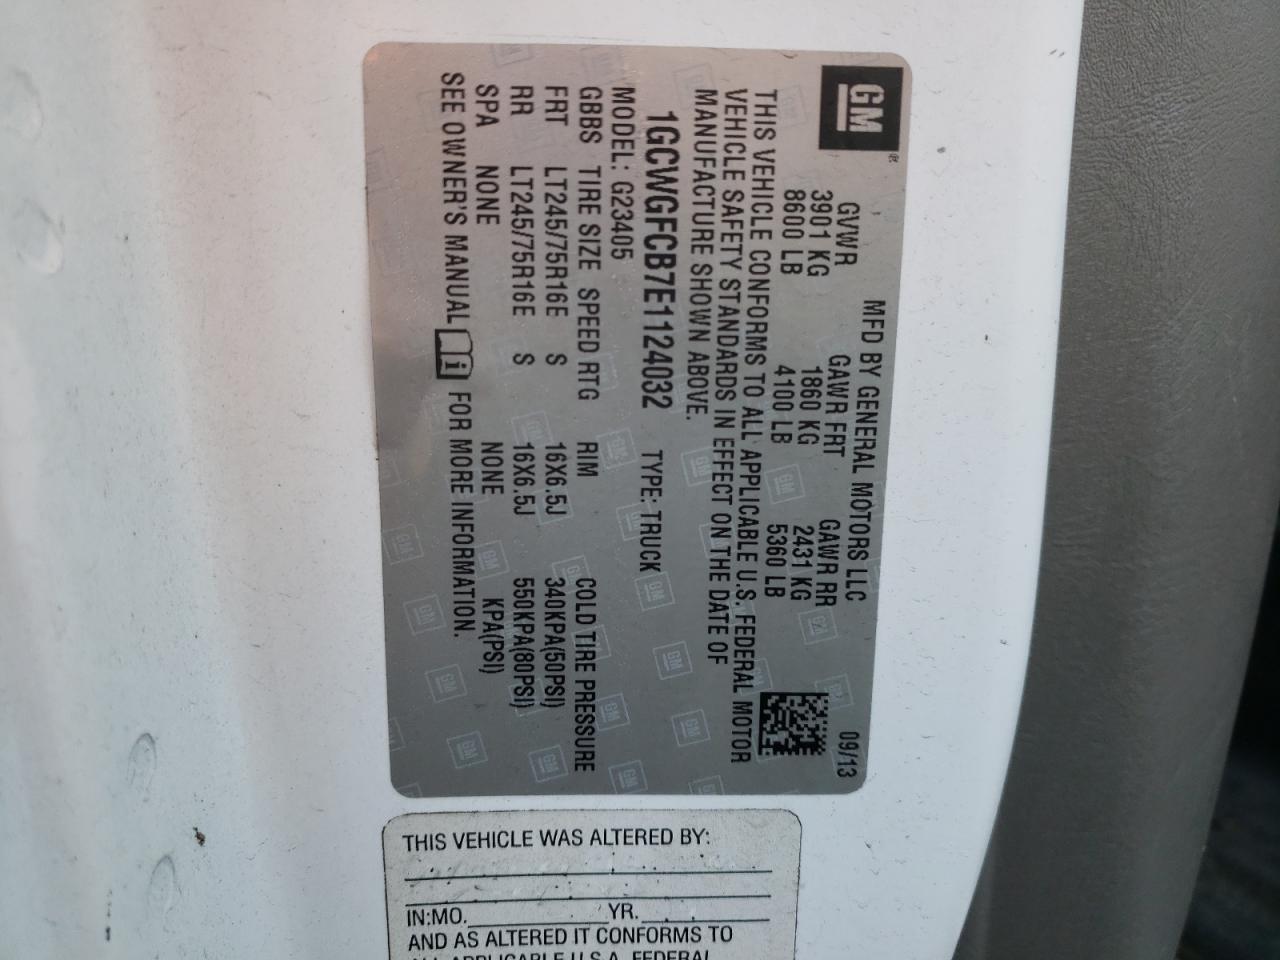 GM®
MFD BY GENERAL MOTORS LLC 09/13
GVWR GAWR FRT GAWR RR
3901 KG 1860 KG 2431 KG
8600 LB 4100 LB 5360 LB
THIS VEHICLE CONFORMS TO ALL APPLICABLE U.S. FEDERAL MOTOR
VEHICLE SAFETY STANDARDS IN EFFECT ON THE DATE OF
MANUFACTURE SHOWN ABOVE.
1GCWGFCB7E1124032 TYPE: TRUCK
MODEL: G23405
GBBS TIRE SIZE SPEED RTG RIM COLD TIRE PRESSURE
FRT LT245/75R16E S 16X6.5J 340KPA(50PSI)
RR LT245/75R16E S 16X6.5J 550KPA(80PSI)
SPA NONE NONE KPA(PSI)
SEE OWNER'S MANUAL i FOR MORE INFORMATION.
THIS VEHICLE WAS ALTERED BY:
IN:MO. YR.
AND AS ALTERED IT CONFORMS TO
ALL APPLICABLE U.S.A. FEDERAL